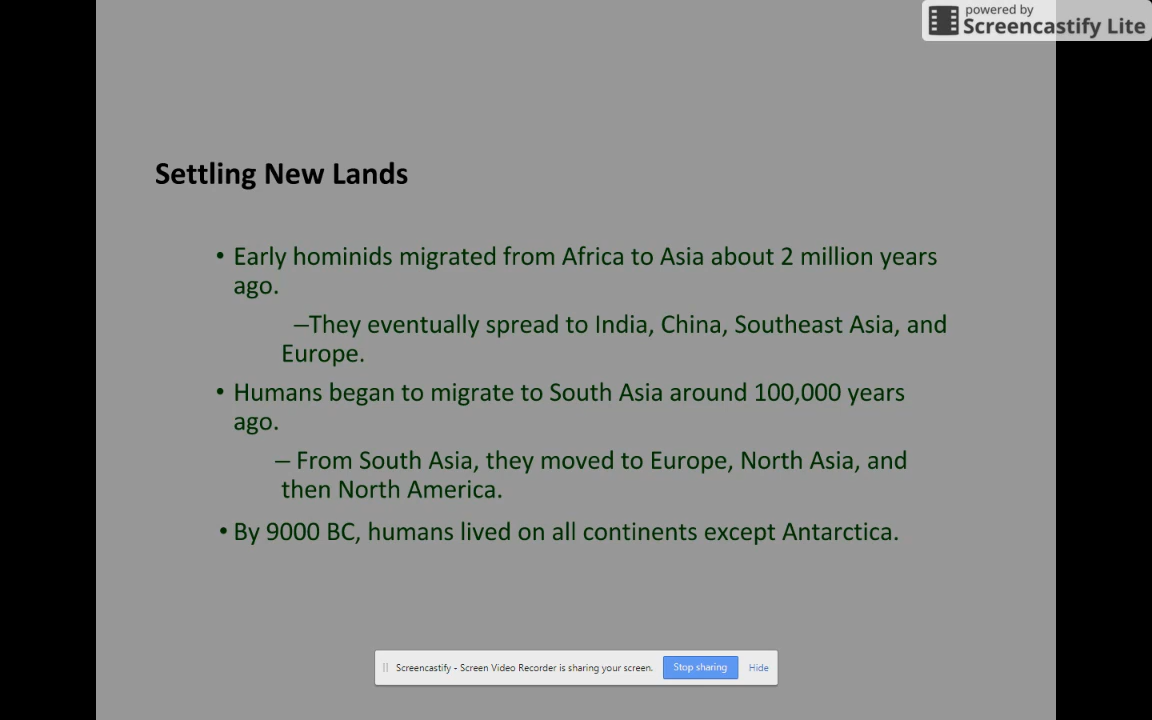 powered by
Screencastify Lite
Settling New Lands
• Early hominids migrated from Africa to Asia about 2 million years
ago.
–They eventually spread to India, China, Southeast Asia, and
Europe.
• Humans began to migrate to South Asia around 100,000 years
ago.
– From South Asia, they moved to Europe, North Asia, and
then North America.
• By 9000 BC, humans lived on all continents except Antarctica.
Screencastify - Screen Video Recorder is sharing your screen. Stop sharing Hide